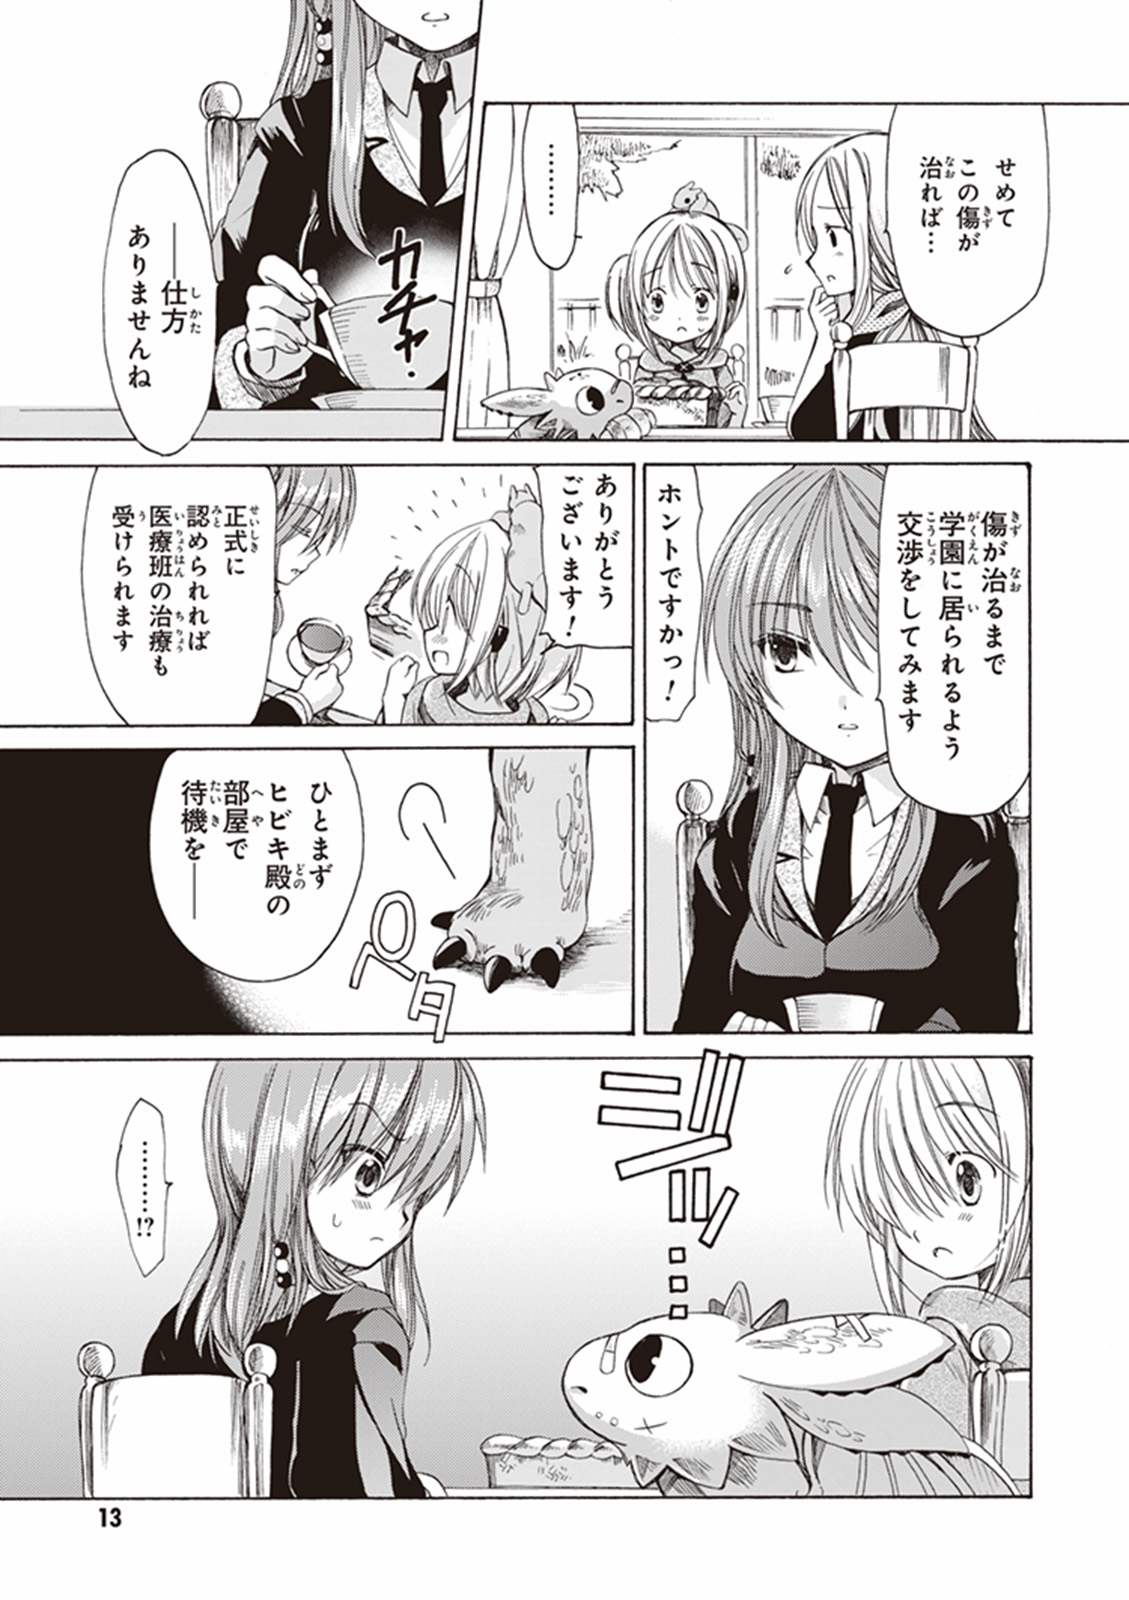 せめて
この傷が
治れば…
………
カチャ
――仕方
ありませんね
傷が治るまで
学園に居られるよう
交渉をしてみます
ホントですかっ！
ありがとう
ございます！
正式に
認められれば
医療班の治療も
受けられます
ひとまず
ヒビキ殿の
部屋で
待機を――
ペタ
ジッ…
………!?
13